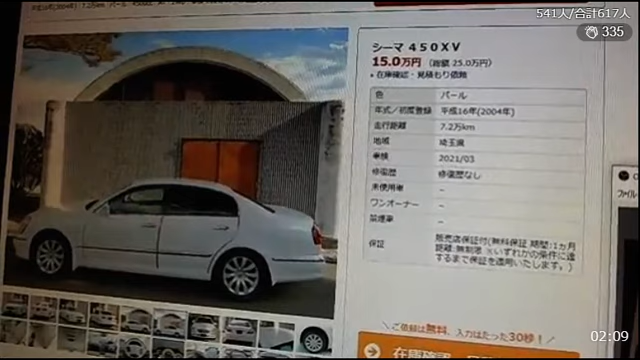 541人/合計617人
335
シーマ 450XV
15.0万円 (総額 25.0万円)
在庫確認・見積もり依頼
色 パール
年式/初度登録 平成16年(2004年)
走行距離 7.2万km
地域 埼玉県
車検 2021/03
修復歴 修復歴なし
未使用車 −
ワンオーナー −
禁煙車 −
保証 販売店保証付(無料保証 期間:1カ月
距離:無制限 ※いずれかの条件に達
するまで保証を適用いたします。)
＼ご依頼は無料、入力はたった30秒！／
02:09